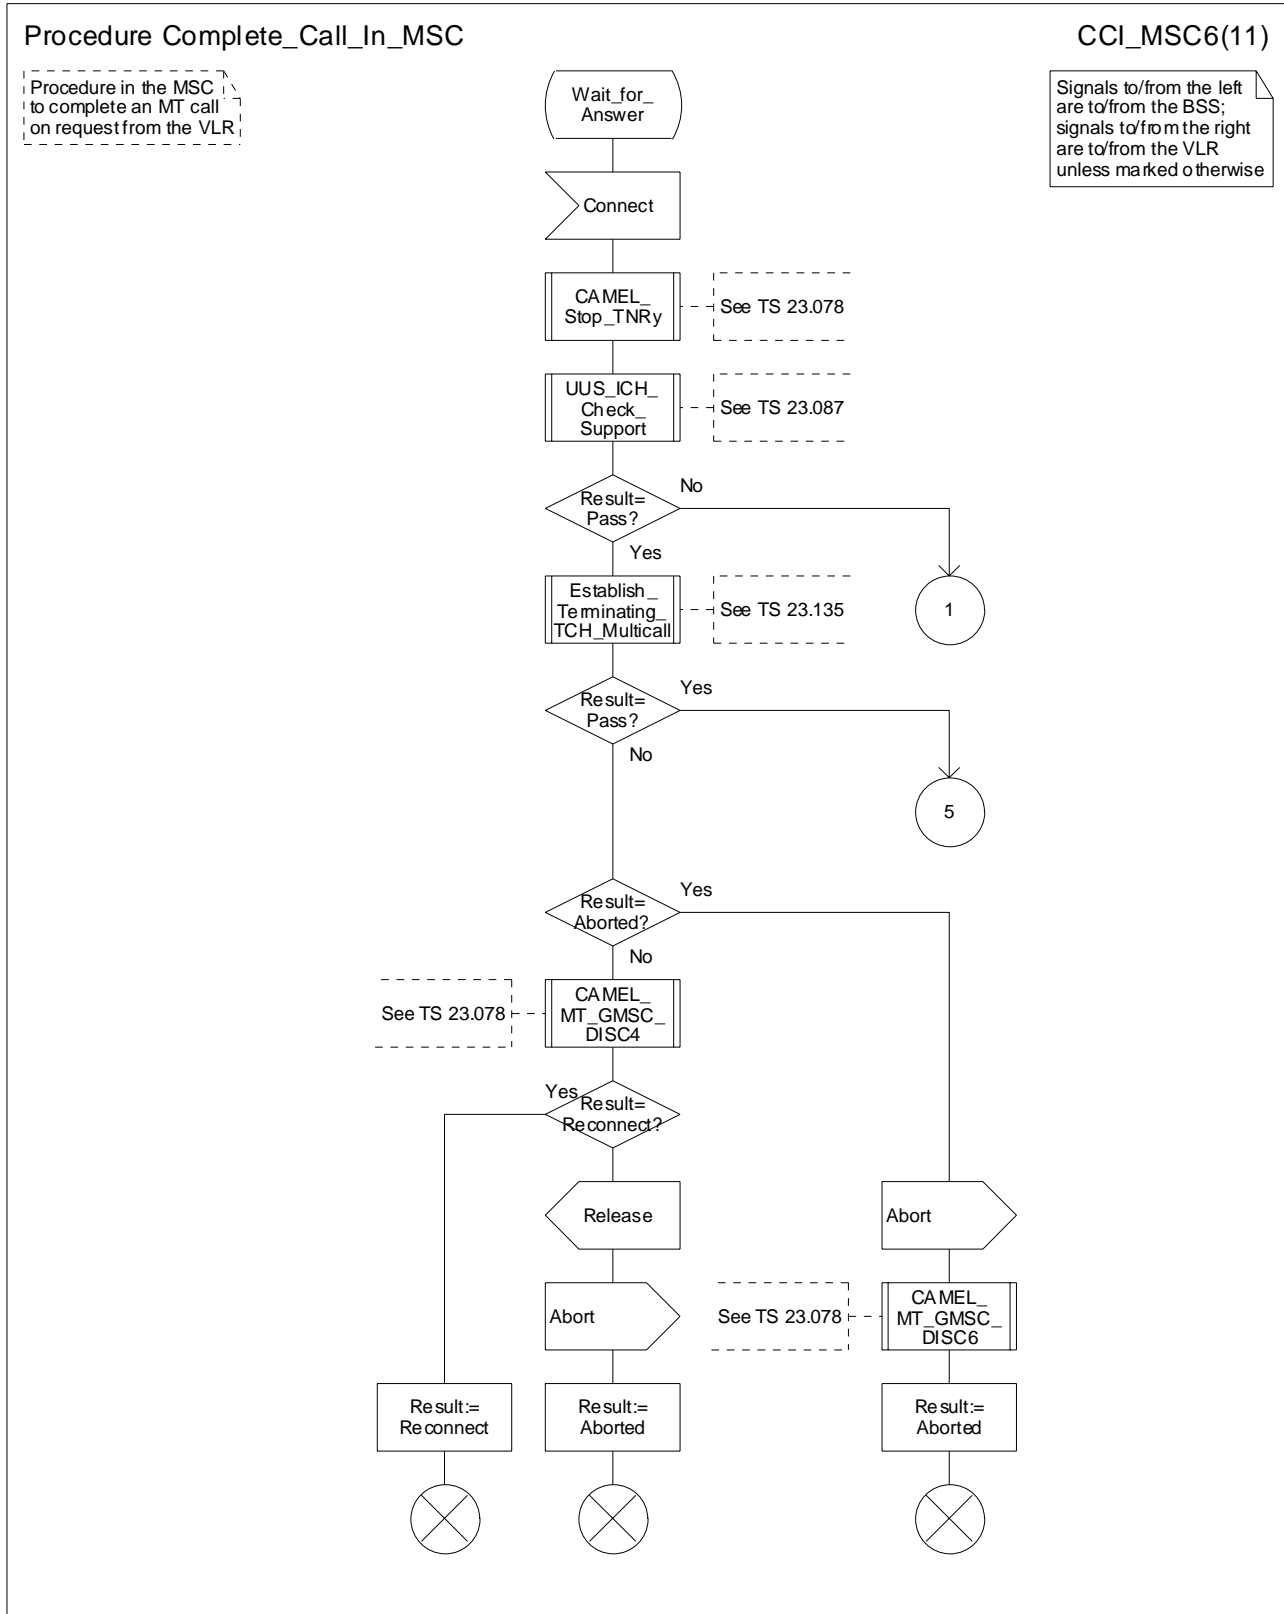 Procedure Complete_Call_In_MSC
CCI_MSC6(11)
Procedure in the MSC
to complete an MT call
on request from the VLR
Signals to/from the left
are to/from the BSS;
signals to/from the right
are to/from the VLR
unless marked otherwise
Wait_for_
Answer
Connect
CAMEL_
Stop_TNRy
See TS 23.078
UUS_ICH_
Check_
Support
See TS 23.087
Result=
Pass?
No
Yes
Establish_
Terminating_
TCH_Multicall
See TS 23.135
1
Result=
Pass?
Yes
No
5
Result=
Aborted?
Yes
No
See TS 23.078
CAMEL_
MT_GMSC_
DISC4
Yes
Result=
Reconnect?
Release
Abort
Abort
See TS 23.078
CAMEL_
MT_GMSC_
DISC6
Result:=
Reconnect
Result:=
Aborted
Result:=
Aborted